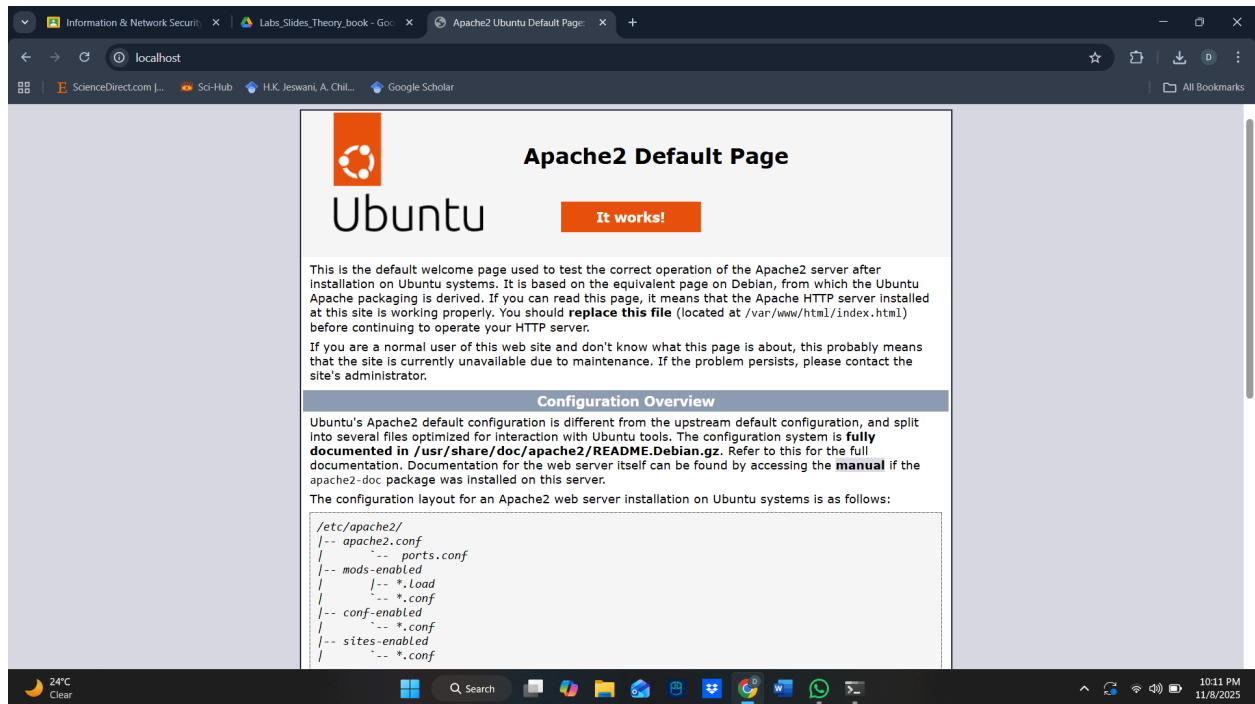 Information & Network Security
Labs_Slides_Theory_book - Goo
Apache2 Ubuntu Default Page:
localhost
D
ScienceDirect.com |...
Sci-Hub
H.K. Jeswani, A. Chil...
Google Scholar
All Bookmarks
Ubuntu
Apache2 Default Page
It works!
This is the default welcome page used to test the correct operation of the Apache2 server after
installation on Ubuntu systems. It is based on the equivalent page on Debian, from which the Ubuntu
Apache packaging is derived. If you can read this page, it means that the Apache HTTP server installed
at this site is working properly. You should replace this file (located at /var/www/html/index.html)
before continuing to operate your HTTP server.
If you are a normal user of this web site and don't know what this page is about, this probably means
that the site is currently unavailable due to maintenance. If the problem persists, please contact the
site's administrator.
Configuration Overview
Ubuntu's Apache2 default configuration is different from the upstream default configuration, and split
into several files optimized for interaction with Ubuntu tools. The configuration system is fully
documented in /usr/share/doc/apache2/README.Debian.gz. Refer to this for the full
documentation. Documentation for the web server itself can be found by accessing the manual if the
apache2-doc package was installed on this server.
The configuration layout for an Apache2 web server installation on Ubuntu systems is as follows:
/etc/apache2/
|-- apache2.conf
|       `--  ports.conf
|-- mods-enabled
|       |-- *.load
|       `-- *.conf
|-- conf-enabled
|       `-- *.conf
|-- sites-enabled
|       `-- *.conf
24°C
Clear
Search
10:11 PM
11/8/2025